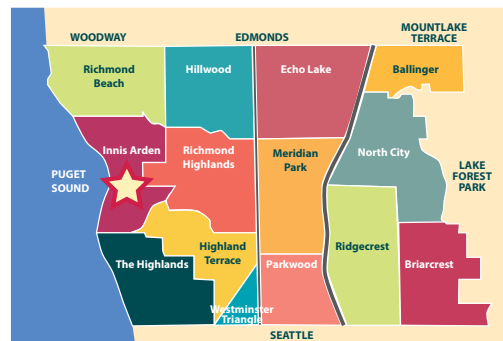 WOODWAY
EDMONDS
MOUNTLAKE
TERRACE
Richmond
Beach
Hillwood
Echo Lake
Ballinger
Innis Arden
Richmond
Highlands
Meridian
Park
North City
PUGET
SOUND
LAKE
FOREST
PARK
The Highlands
Highland
Terrace
Parkwood
Ridgecrest
Briarcrest
Westminster
Triangle
SEATTLE